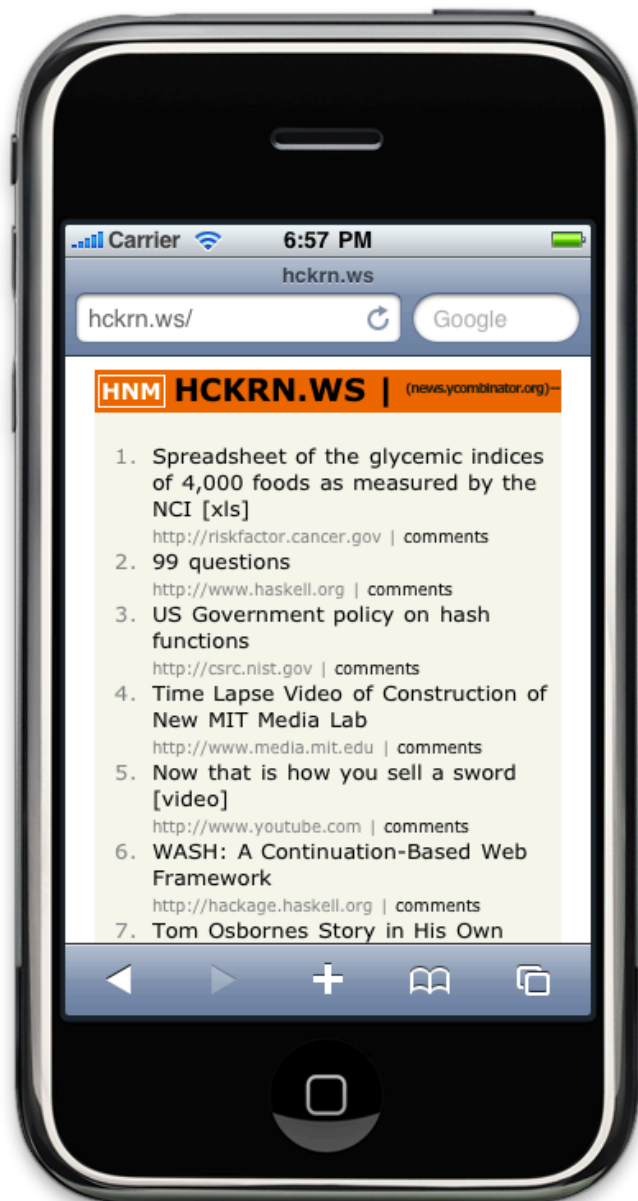 Carrier 6:57 PM
hckrn.ws
hckrn.ws/ Google
HNM HCKRN.WS | (news.ycombinator.org)—
1. Spreadsheet of the glycemic indices
of 4,000 foods as measured by the
NCI [xls]
http://riskfactor.cancer.gov | comments
2. 99 questions
http://www.haskell.org | comments
3. US Government policy on hash
functions
http://csrc.nist.gov | comments
4. Time Lapse Video of Construction of
New MIT Media Lab
http://www.media.mit.edu | comments
5. Now that is how you sell a sword
[video]
http://www.youtube.com | comments
6. WASH: A Continuation-Based Web
Framework
http://hackage.haskell.org | comments
7. Tom Osbornes Story in His Own